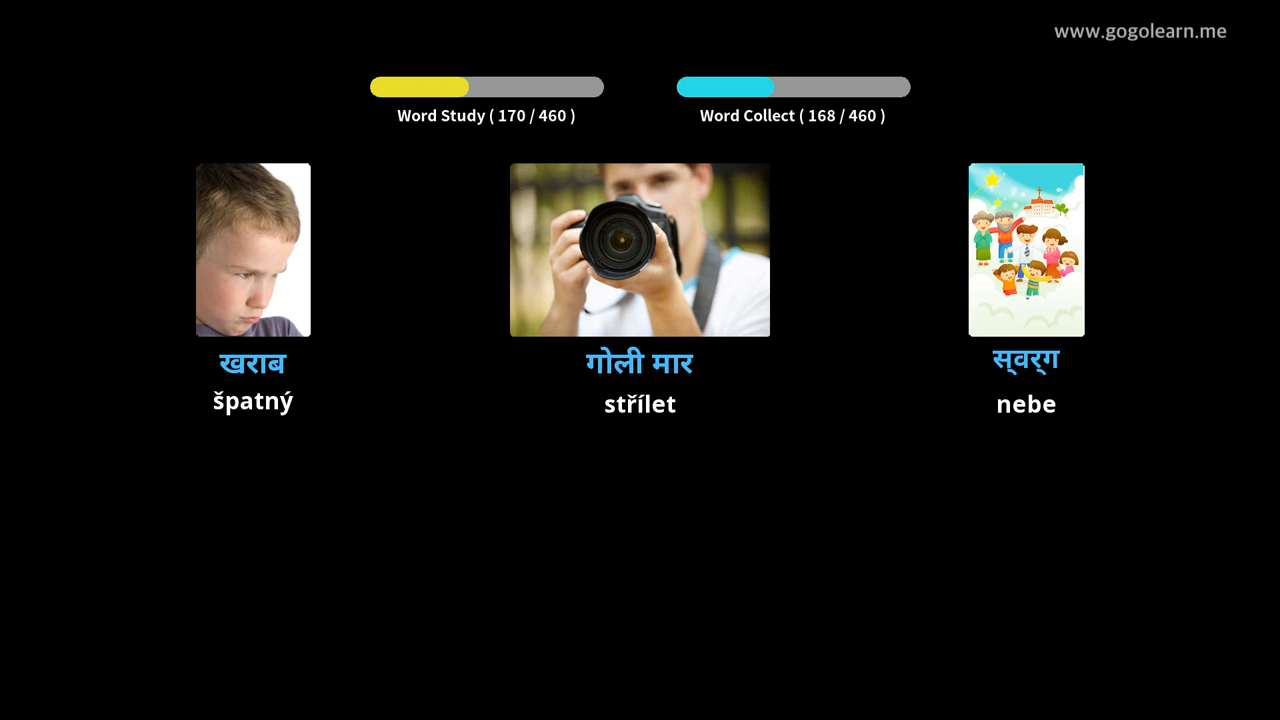 www.gogolearn.me
Word Study ( 170 / 460 )
Word Collect ( 168 / 460 )
खराब
गोली मार
स्‌वर्‌ग
špatný
střílet
nebe